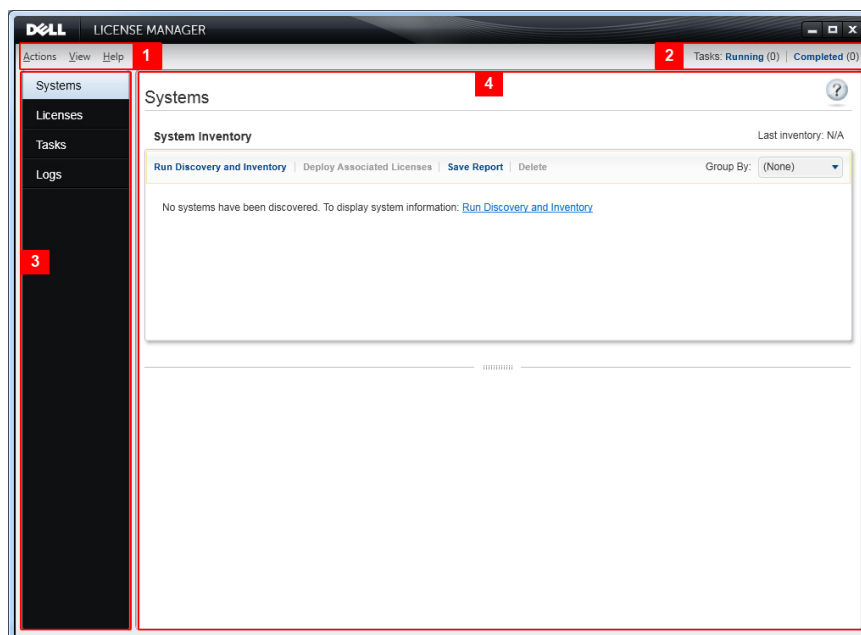 DELL LICENSE MANAGER
Actions View Help 1 2 Tasks: Running (0) | Completed (0)
Systems
Licenses
Tasks
Logs
3
4
Systems ?
System Inventory Last inventory: N/A
Run Discovery and Inventory | Deploy Associated Licenses | Save Report | Delete Group By: (None)
No systems have been discovered. To display system information: Run Discovery and Inventory